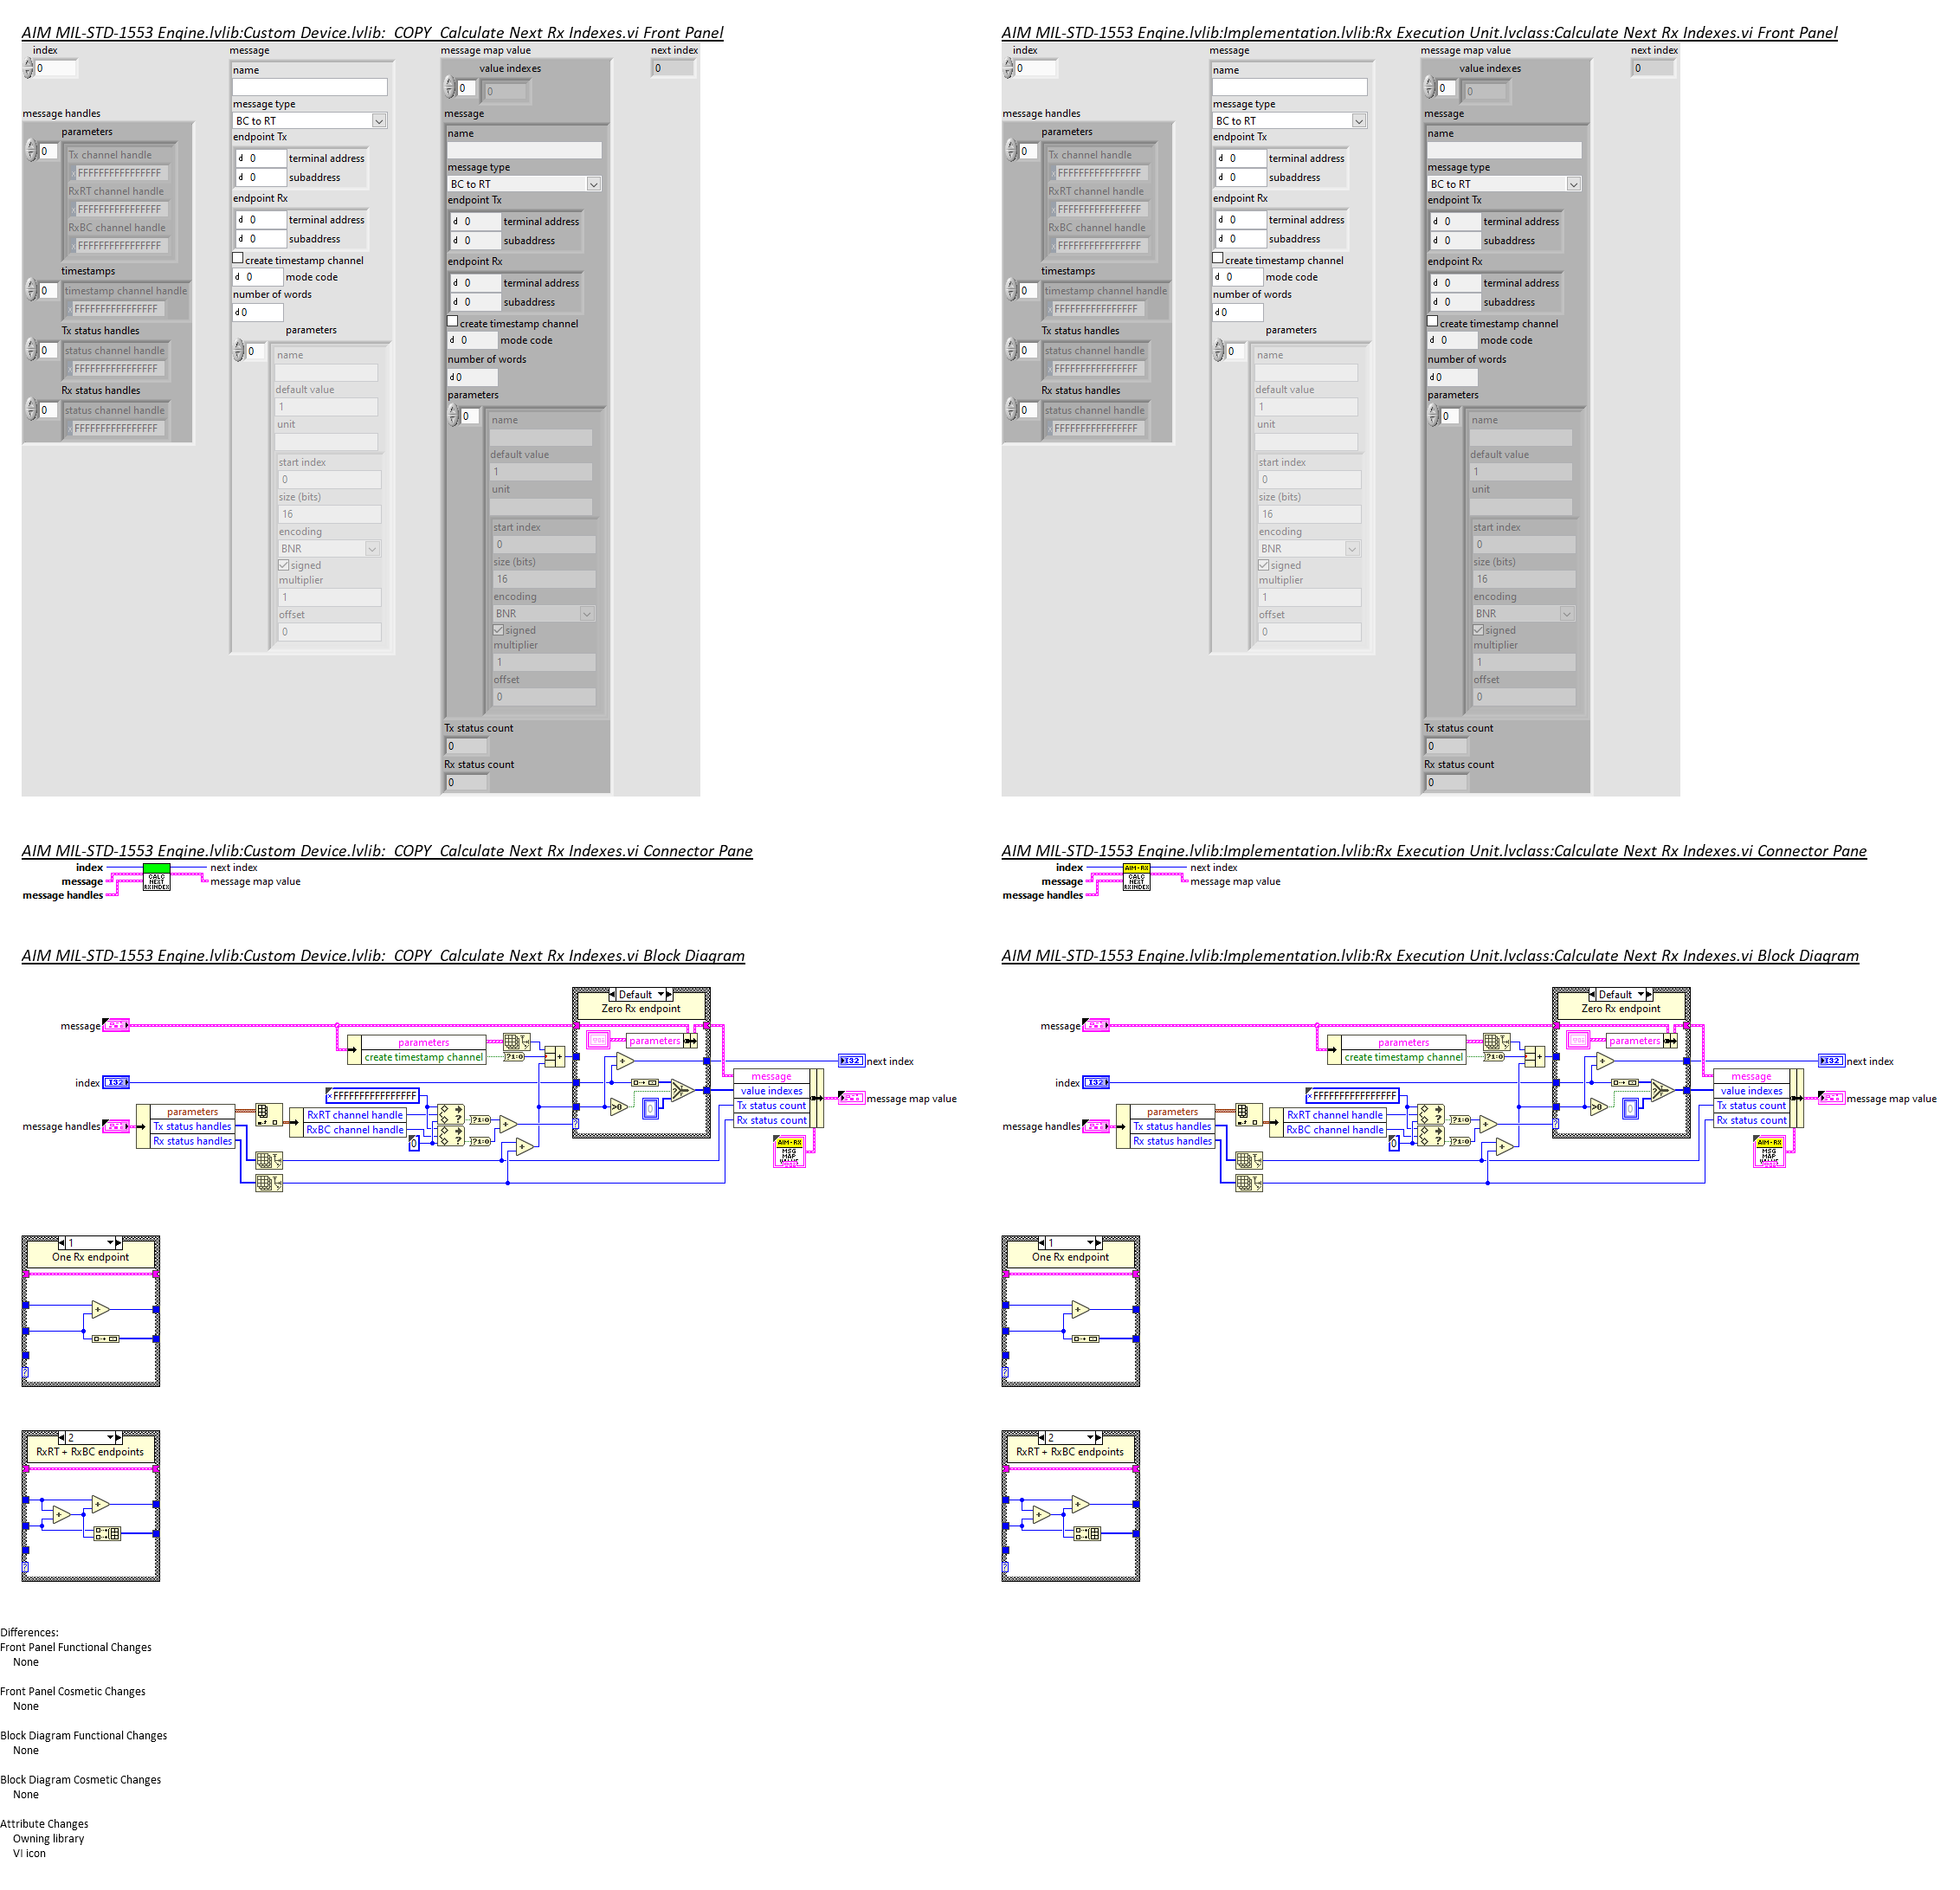 AIM MIL-STD-1553 Engine.lvlib:Custom Device.lvlib:_COPY_Calculate Next Rx Indexes.vi Front Panel
index
0
message handles
parameters
0
Tx channel handle
x FFFFFFFFFFFFFFFF
RxRT channel handle
x FFFFFFFFFFFFFFFF
RxBC channel handle
x FFFFFFFFFFFFFFFF
timestamps
0
timestamp channel handle
x FFFFFFFFFFFFFFFF
Tx status handles
0
status channel handle
x FFFFFFFFFFFFFFFF
Rx status handles
0
status channel handle
x FFFFFFFFFFFFFFFF
message
name
message type
BC to RT
endpoint Tx
d 0 terminal address
d 0 subaddress
endpoint Rx
d 0 terminal address
d 0 subaddress
create timestamp channel
d 0 mode code
number of words
d 0
parameters
0
name
default value
1
unit
start index
0
size (bits)
16
encoding
BNR
signed
multiplier
1
offset
0
message map value
value indexes
0
0
message
name
message type
BC to RT
endpoint Tx
d 0 terminal address
d 0 subaddress
endpoint Rx
d 0 terminal address
d 0 subaddress
create timestamp channel
d 0 mode code
number of words
d 0
parameters
0
name
default value
1
unit
start index
0
size (bits)
16
encoding
BNR
signed
multiplier
1
offset
0
Tx status count
0
Rx status count
0
next index
0
AIM MIL-STD-1553 Engine.lvlib:Implementation.lvlib:Rx Execution Unit.lvclass:Calculate Next Rx Indexes.vi Front Panel
index
0
message handles
parameters
0
Tx channel handle
x FFFFFFFFFFFFFFFF
RxRT channel handle
x FFFFFFFFFFFFFFFF
RxBC channel handle
x FFFFFFFFFFFFFFFF
timestamps
0
timestamp channel handle
x FFFFFFFFFFFFFFFF
Tx status handles
0
status channel handle
x FFFFFFFFFFFFFFFF
Rx status handles
0
status channel handle
x FFFFFFFFFFFFFFFF
message
name
message type
BC to RT
endpoint Tx
d 0 terminal address
d 0 subaddress
endpoint Rx
d 0 terminal address
d 0 subaddress
create timestamp channel
d 0 mode code
number of words
d 0
parameters
0
name
default value
1
unit
start index
0
size (bits)
16
encoding
BNR
signed
multiplier
1
offset
0
message map value
value indexes
0
0
message
name
message type
BC to RT
endpoint Tx
d 0 terminal address
d 0 subaddress
endpoint Rx
d 0 terminal address
d 0 subaddress
create timestamp channel
d 0 mode code
number of words
d 0
parameters
0
name
default value
1
unit
start index
0
size (bits)
16
encoding
BNR
signed
multiplier
1
offset
0
Tx status count
0
Rx status count
0
next index
0
AIM MIL-STD-1553 Engine.lvlib:Custom Device.lvlib:_COPY_Calculate Next Rx Indexes.vi Connector Pane
index
message
message handles
CALC
NEXT
RXINDEX
next index
message map value
AIM MIL-STD-1553 Engine.lvlib:Implementation.lvlib:Rx Execution Unit.lvclass:Calculate Next Rx Indexes.vi Connector Pane
index
message
message handles
AIM-RX
CALC
NEXT
RXINDEX
next index
message map value
AIM MIL-STD-1553 Engine.lvlib:Custom Device.lvlib:_COPY_Calculate Next Rx Indexes.vi Block Diagram
Default
Zero Rx endpoint
message
parameters
create timestamp channel
?1:0
parameters
I32 next index
index I32
x FFFFFFFFFFFFFFFF
message handles
parameters
Tx status handles
Rx status handles
RxRT channel handle
RxBC channel handle
0
?1:0
?1:0
>0
0
message
value indexes
Tx status count
Rx status count
message map value
AIM-RX
MSG
MAP
VALUE
1
One Rx endpoint
2
RxRT + RxBC endpoints
AIM MIL-STD-1553 Engine.lvlib:Implementation.lvlib:Rx Execution Unit.lvclass:Calculate Next Rx Indexes.vi Block Diagram
Default
Zero Rx endpoint
message
parameters
create timestamp channel
?1:0
parameters
I32 next index
index I32
x FFFFFFFFFFFFFFFF
message handles
parameters
Tx status handles
Rx status handles
RxRT channel handle
RxBC channel handle
0
?1:0
?1:0
>0
0
message
value indexes
Tx status count
Rx status count
message map value
AIM-RX
MSG
MAP
VALUE
1
One Rx endpoint
2
RxRT + RxBC endpoints
Differences:
Front Panel Functional Changes
None
Front Panel Cosmetic Changes
None
Block Diagram Functional Changes
None
Block Diagram Cosmetic Changes
None
Attribute Changes
Owning library
VI icon